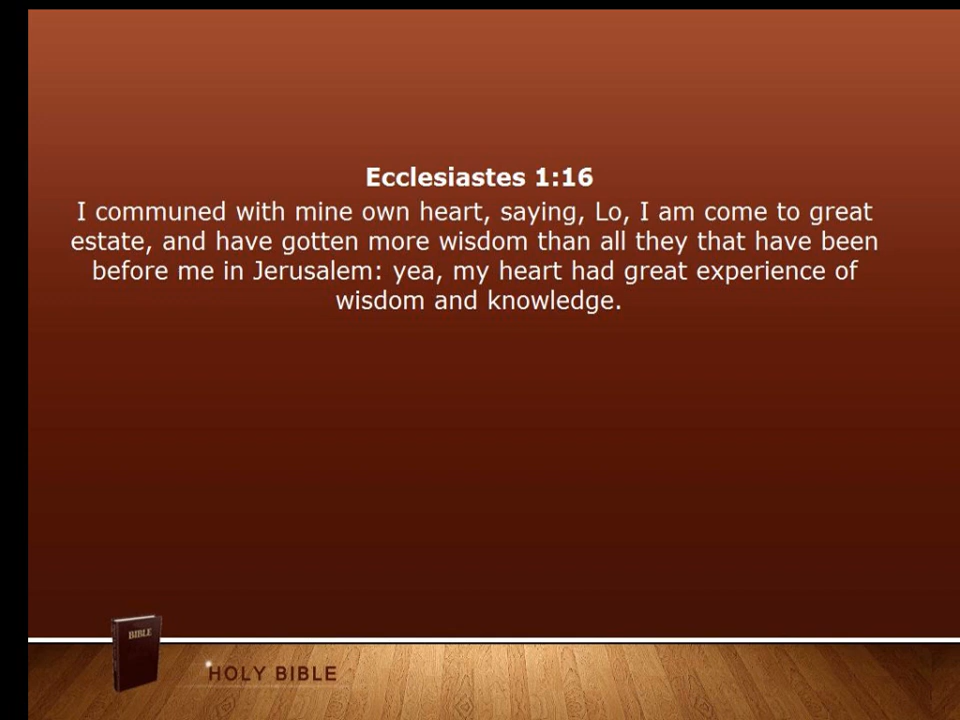 Ecclesiastes 1:16
I communed with mine own heart, saying, Lo, I am come to great
estate, and have gotten more wisdom than all they that have been
before me in Jerusalem: yea, my heart had great experience of
wisdom and knowledge.
BIBLE
HOLY BIBLE